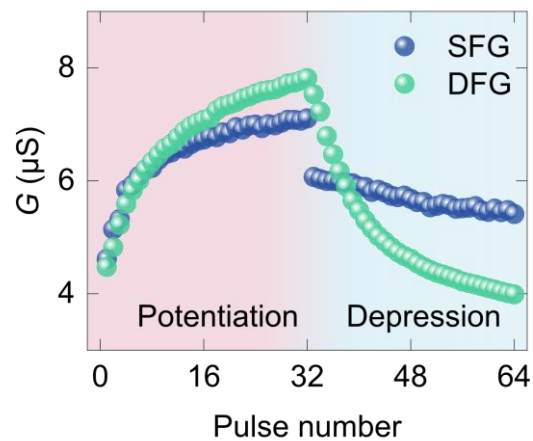 SFG
DFG
8
6
4
G (μS)
Potentiation
Depression
0
16
32
48
64
Pulse number